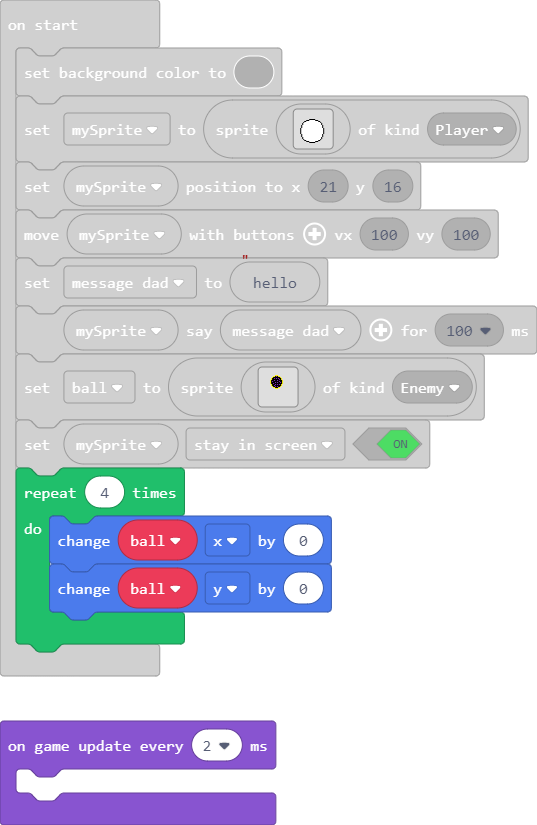 on start
set background color to
set mySprite to sprite of kind Player
set mySprite position to x 21 y 16
move mySprite with buttons vx 100 vy 100
set message dad to " hello
mySprite say message dad for 100 ms
set ball to sprite of kind Enemy
set mySprite stay in screen ON
repeat 4 times
do
change ball x by 0
change ball y by 0
on game update every 2 ms